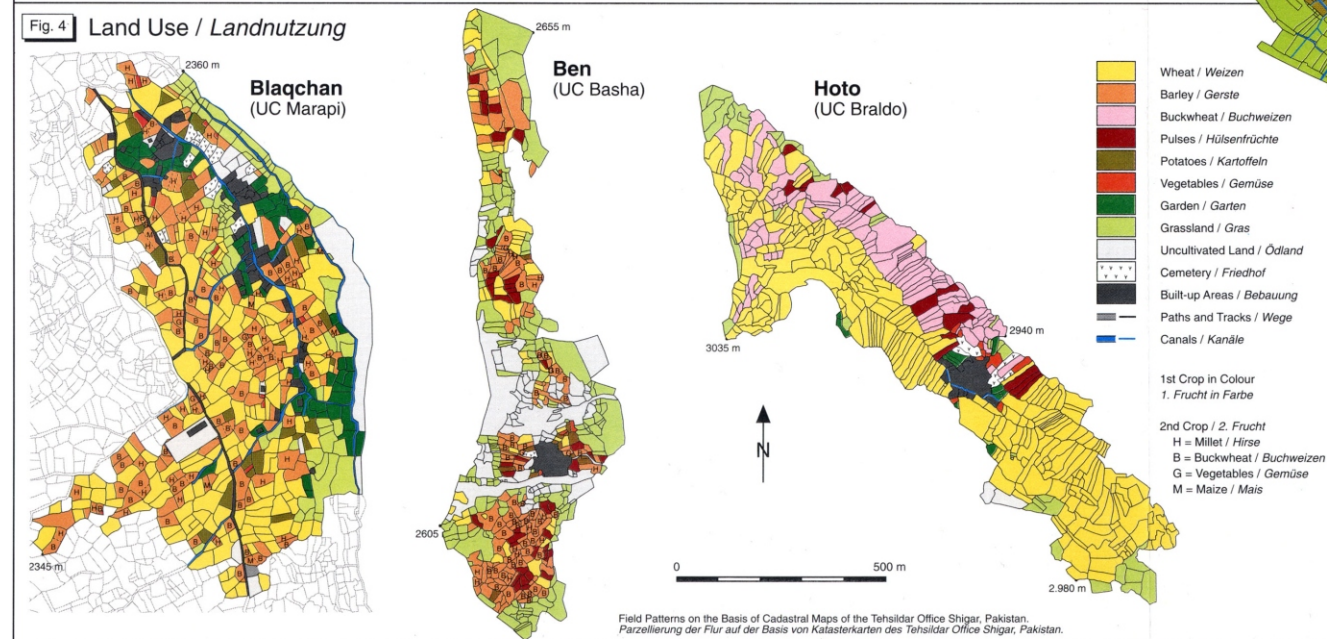 Fig. 4
Land Use / Landnutzung
2360 m
Blaqchan
(UC Marapi)
2345 m
2655 m
Ben
(UC Basha)
2605 m
Hoto
(UC Braldo)
3035 m
2940 m
2.980 m
N
0 500 m
Wheat / Weizen
Barley / Gerste
Buckwheat / Buchweizen
Pulses / Hülsenfrüchte
Potatoes / Kartoffeln
Vegetables / Gemüse
Garden / Garten
Grassland / Gras
Uncultivated Land / Ödland
Cemetery / Friedhof
Built-up Areas / Bebauung
Paths and Tracks / Wege
Canals / Kanäle
1st Crop in Colour
1. Frucht in Farbe
2nd Crop / 2. Frucht
H = Millet / Hirse
B = Buckwheat / Buchweizen
G = Vegetables / Gemüse
M = Maize / Mais
Field Patterns on the Basis of Cadastral Maps of the Tehsildar Office Shigar, Pakistan.
Parzellierung der Flur auf der Basis von Katasterkarten des Tehsildar Office Shigar, Pakistan.